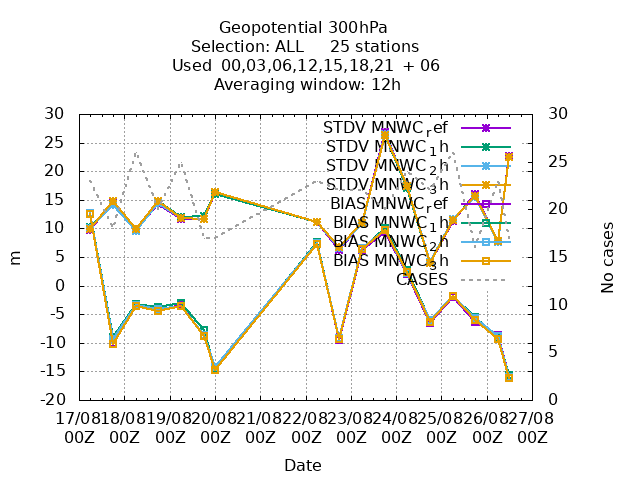 Geopotential 300hPa
Selection: ALL     25 stations
Used  00,03,06,12,15,18,21  + 06
Averaging window: 12h
STDV MNWC_ref
STDV MNWC_1h
STDV MNWC_2h
STDV MNWC_3h
BIAS MNWC_ref
BIAS MNWC_1h
BIAS MNWC_2h
BIAS MNWC_3h
CASES
30
25
20
15
10
5
0
-5
-10
-15
-20
m
30
25
20
15
10
5
0
No cases
17/08 18/08 19/08 20/08 21/08 22/08 23/08 24/08 25/08 26/08 27/08
00Z 00Z 00Z 00Z 00Z 00Z 00Z 00Z 00Z 00Z 00Z
Date